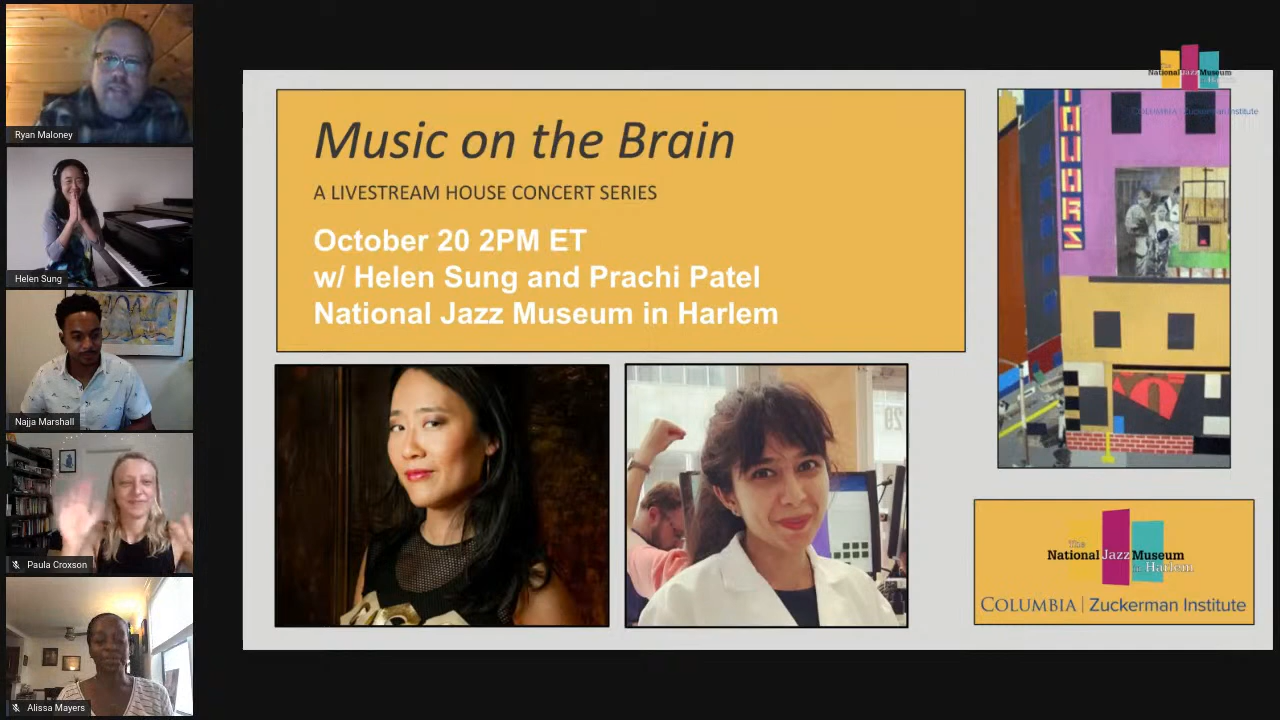 Ryan Maloney
Helen Sung
Najja Marshall
Paula Croxson
Alissa Mayers
Music on the Brain
A LIVESTREAM HOUSE CONCERT SERIES
October 20 2PM ET
w/ Helen Sung and Prachi Patel
National Jazz Museum in Harlem
The
National Jazz Museum
in Harlem
COLUMBIA | Zuckerman Institute
The
National Jazz Museum
in Harlem
COLUMBIA | Zuckerman Institute